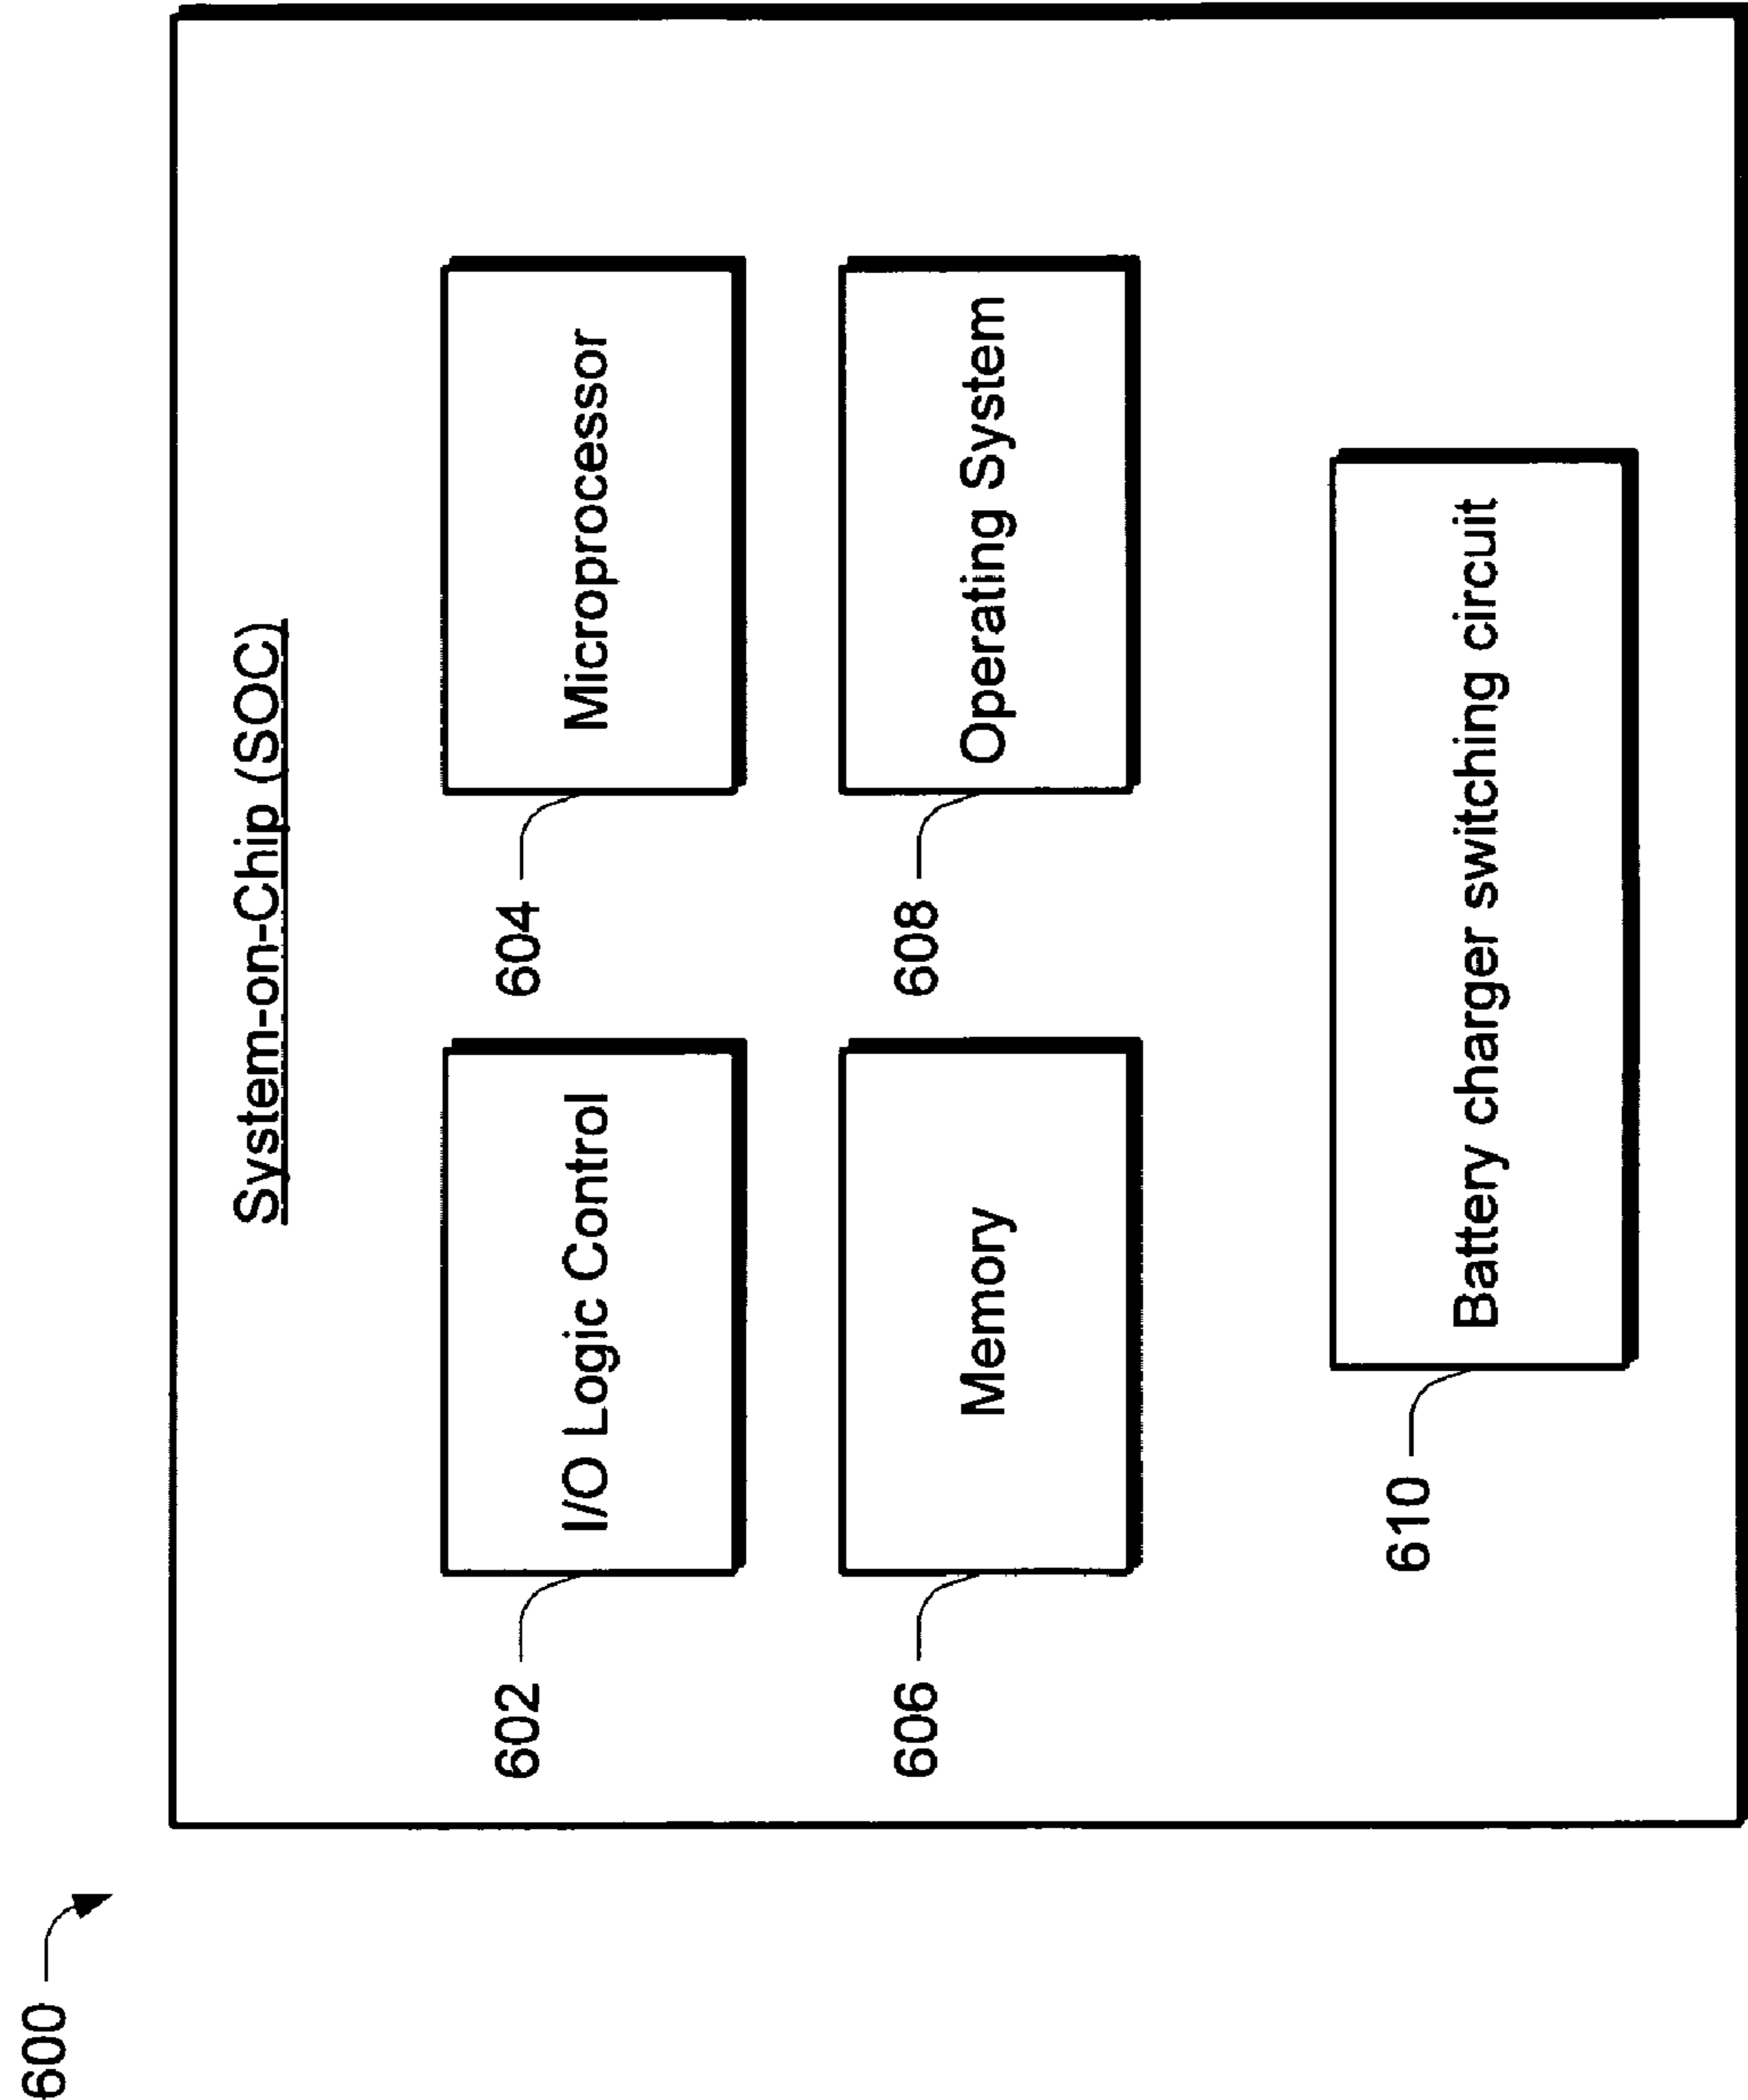 600
System-on-Chip (SOC)
602
I/O Logic Control
604
Microprocessor
606
Memory
608
Operating System
610
Battery charger switching circuit